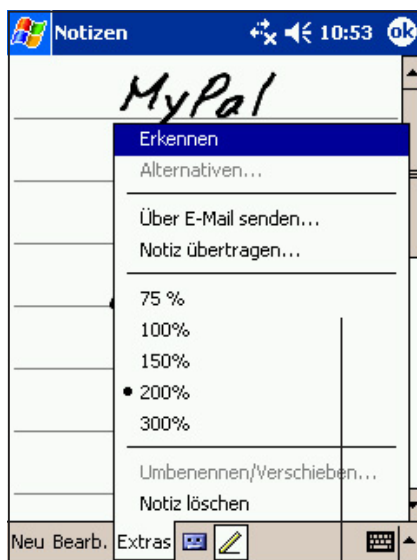 Notizen 10:53 ok
MyPal
Erkennen
Alternativen...
Über E-Mail senden...
Notiz übertragen...
75 %
100%
150%
200%
300%
Umbenennen/Verschieben...
Notiz löschen
Neu Bearb. Extras